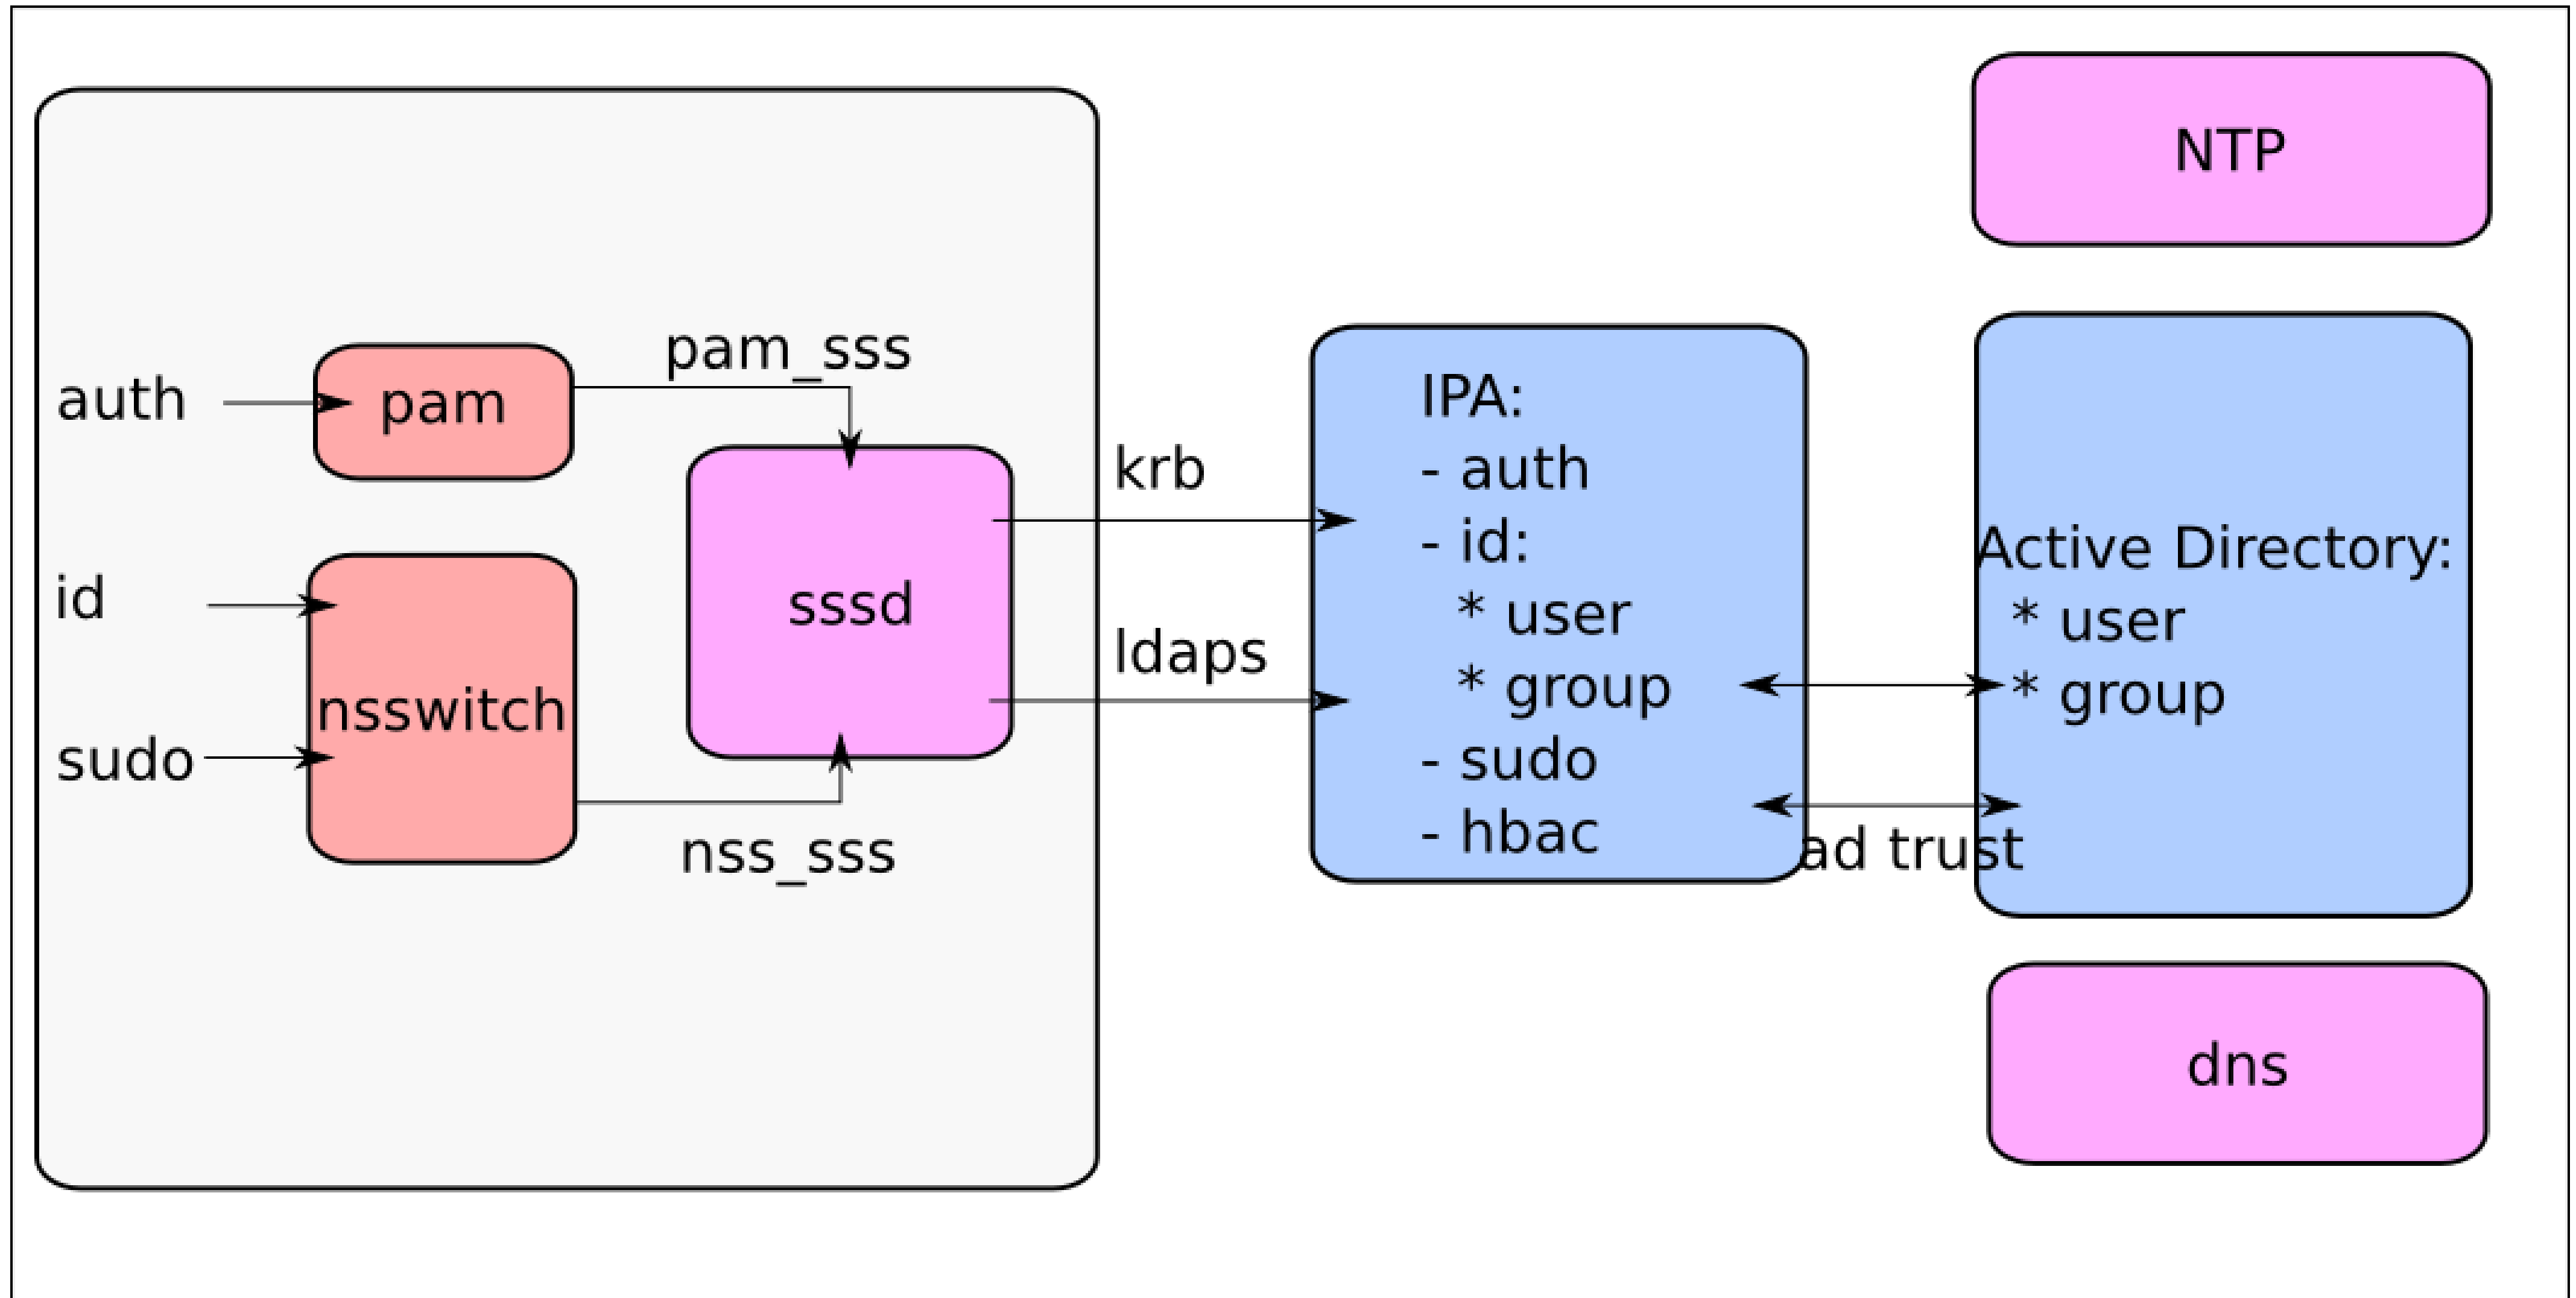 NTP
auth
pam
pam_sss
id
sudo
nsswitch
nss_sss
sssd
krb
ldaps
IPA:
- auth
- id:
* user
* group
- sudo
- hbac
ad trust
Active Directory:
* user
* group
dns